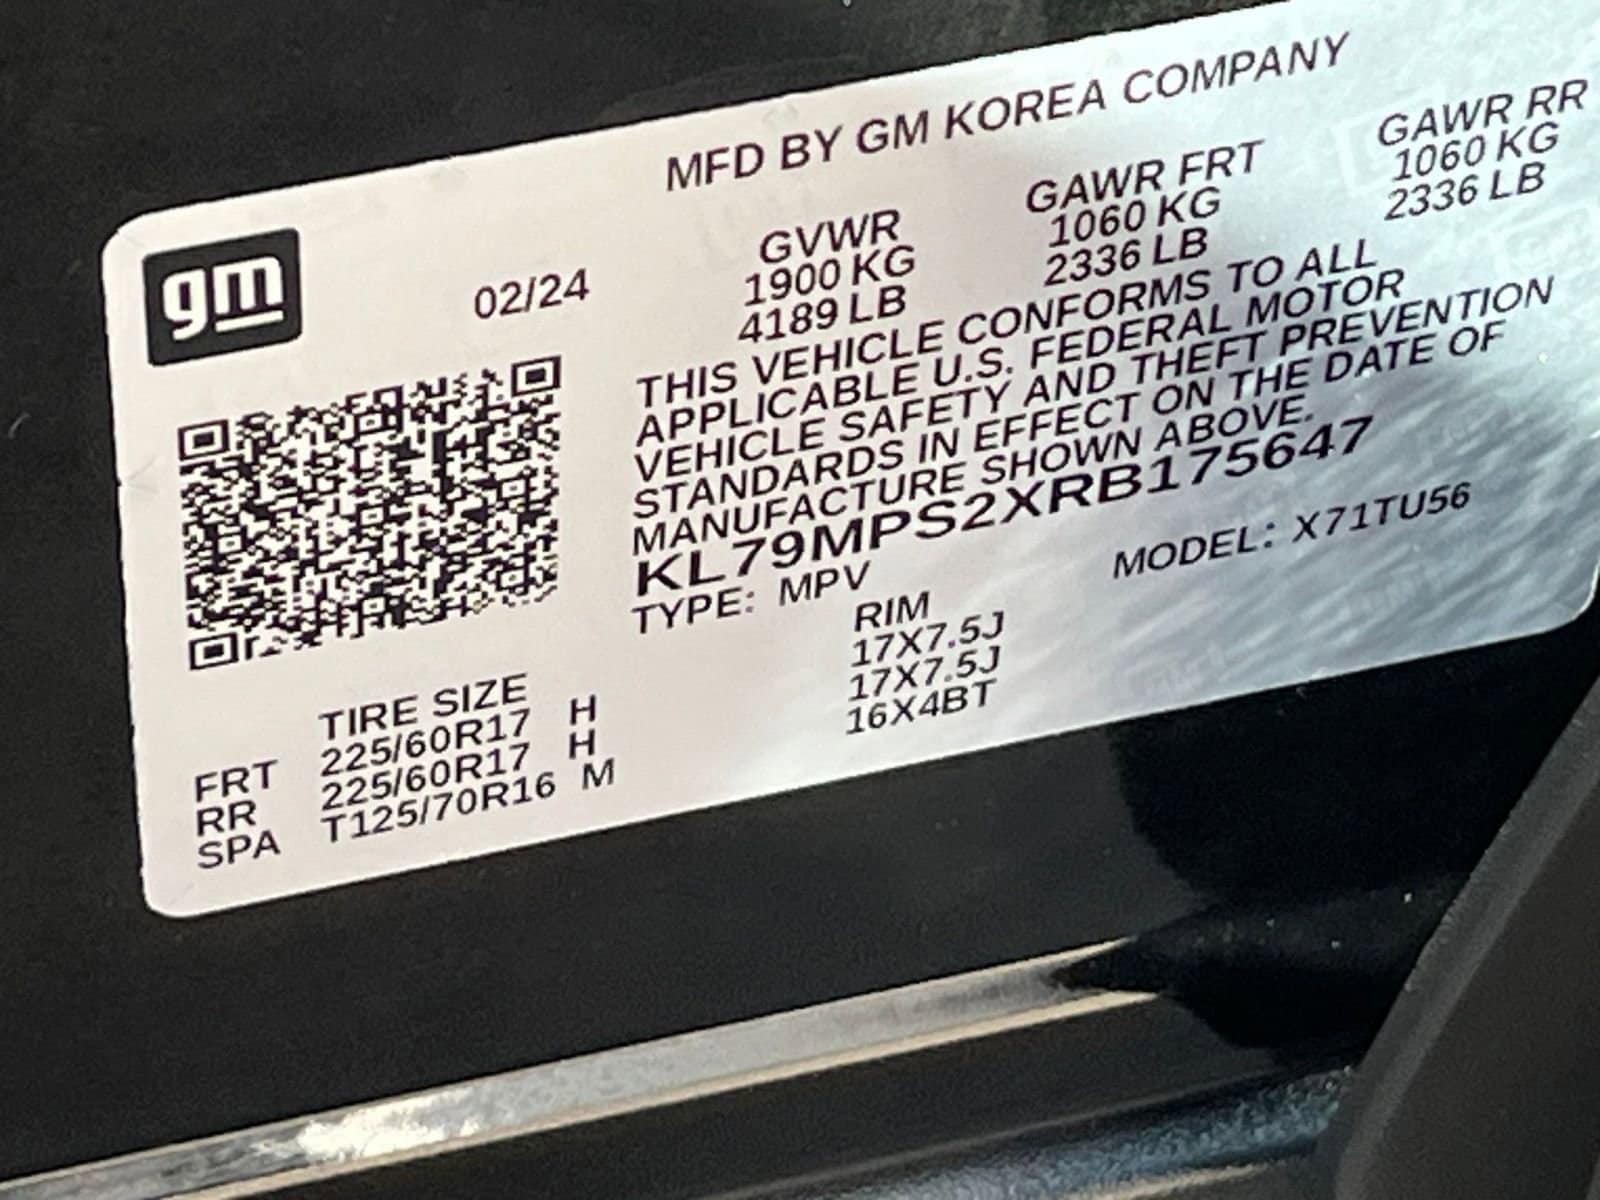 MFD BY GM KOREA COMPANY
gm
02/24
GVWR GAWR FRT GAWR RR
1900 KG 1060 KG 1060 KG
4189 LB 2336 LB 2336 LB
THIS VEHICLE CONFORMS TO ALL
APPLICABLE U.S. FEDERAL MOTOR
VEHICLE SAFETY AND THEFT PREVENTION
STANDARDS IN EFFECT ON THE DATE OF
MANUFACTURE SHOWN ABOVE.
KL79MPS2XRB175647
TYPE: MPV MODEL: X71TU56
TIRE SIZE RIM
FRT 225/60R17 H 17X7.5J
RR 225/60R17 H 17X7.5J
SPA T125/70R16 M 16X4BT